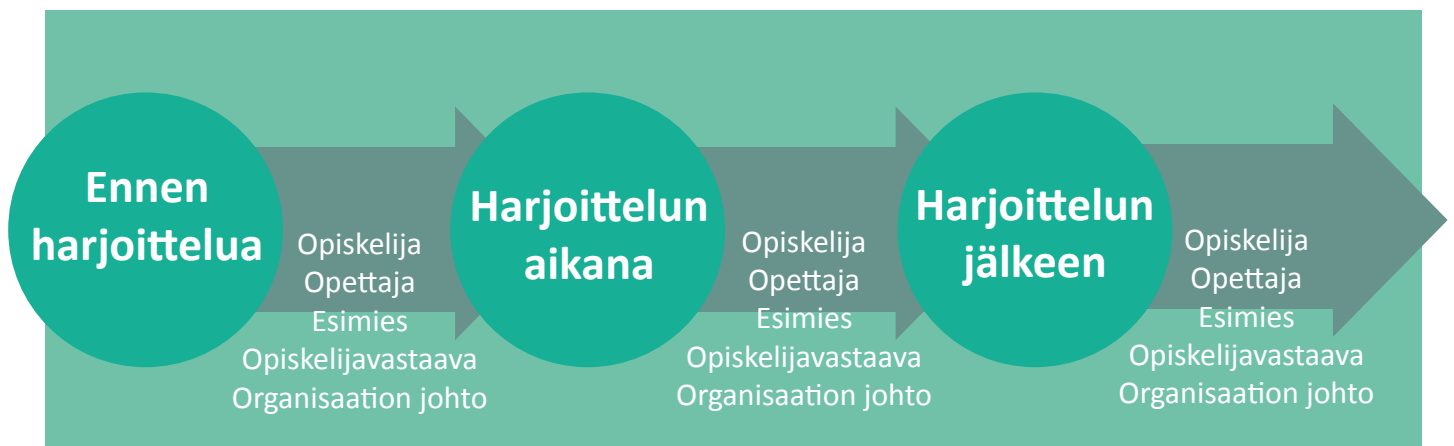 Ennen
harjoittelua
Opiskelija
Opettaja
Esimies
Opiskelijavastaava
Organisaation johto
Harjoittelun
aikana
Opiskelija
Opettaja
Esimies
Opiskelijavastaava
Organisaation johto
Harjoittelun
jälkeen
Opiskelija
Opettaja
Esimies
Opiskelijavastaava
Organisaation johto